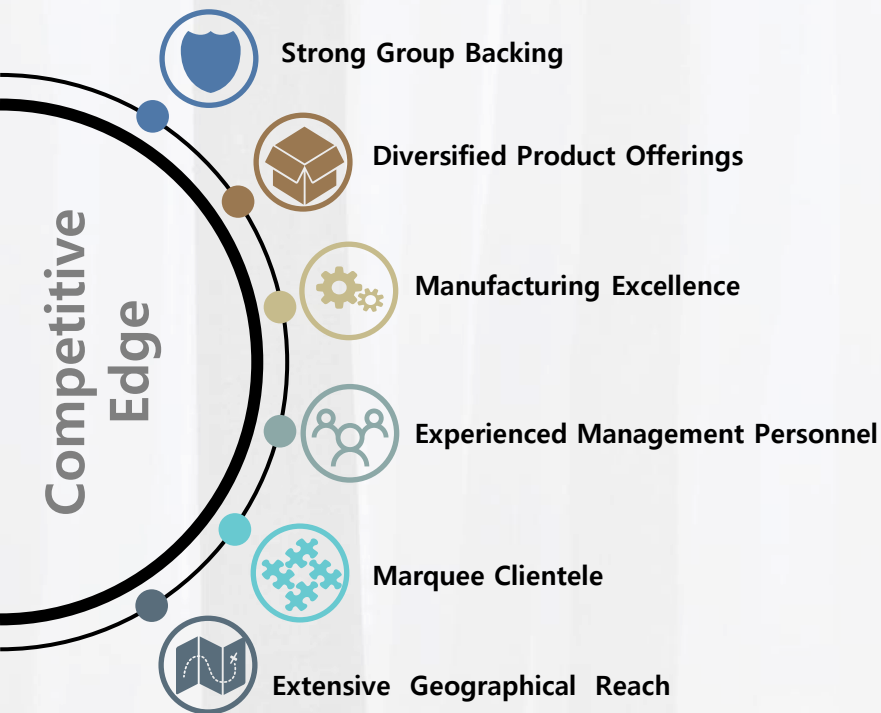 Competitive
Edge
Strong Group Backing
Diversified Product Offerings
Manufacturing Excellence
Experienced Management Personnel
Marquee Clientele
Extensive Geographical Reach